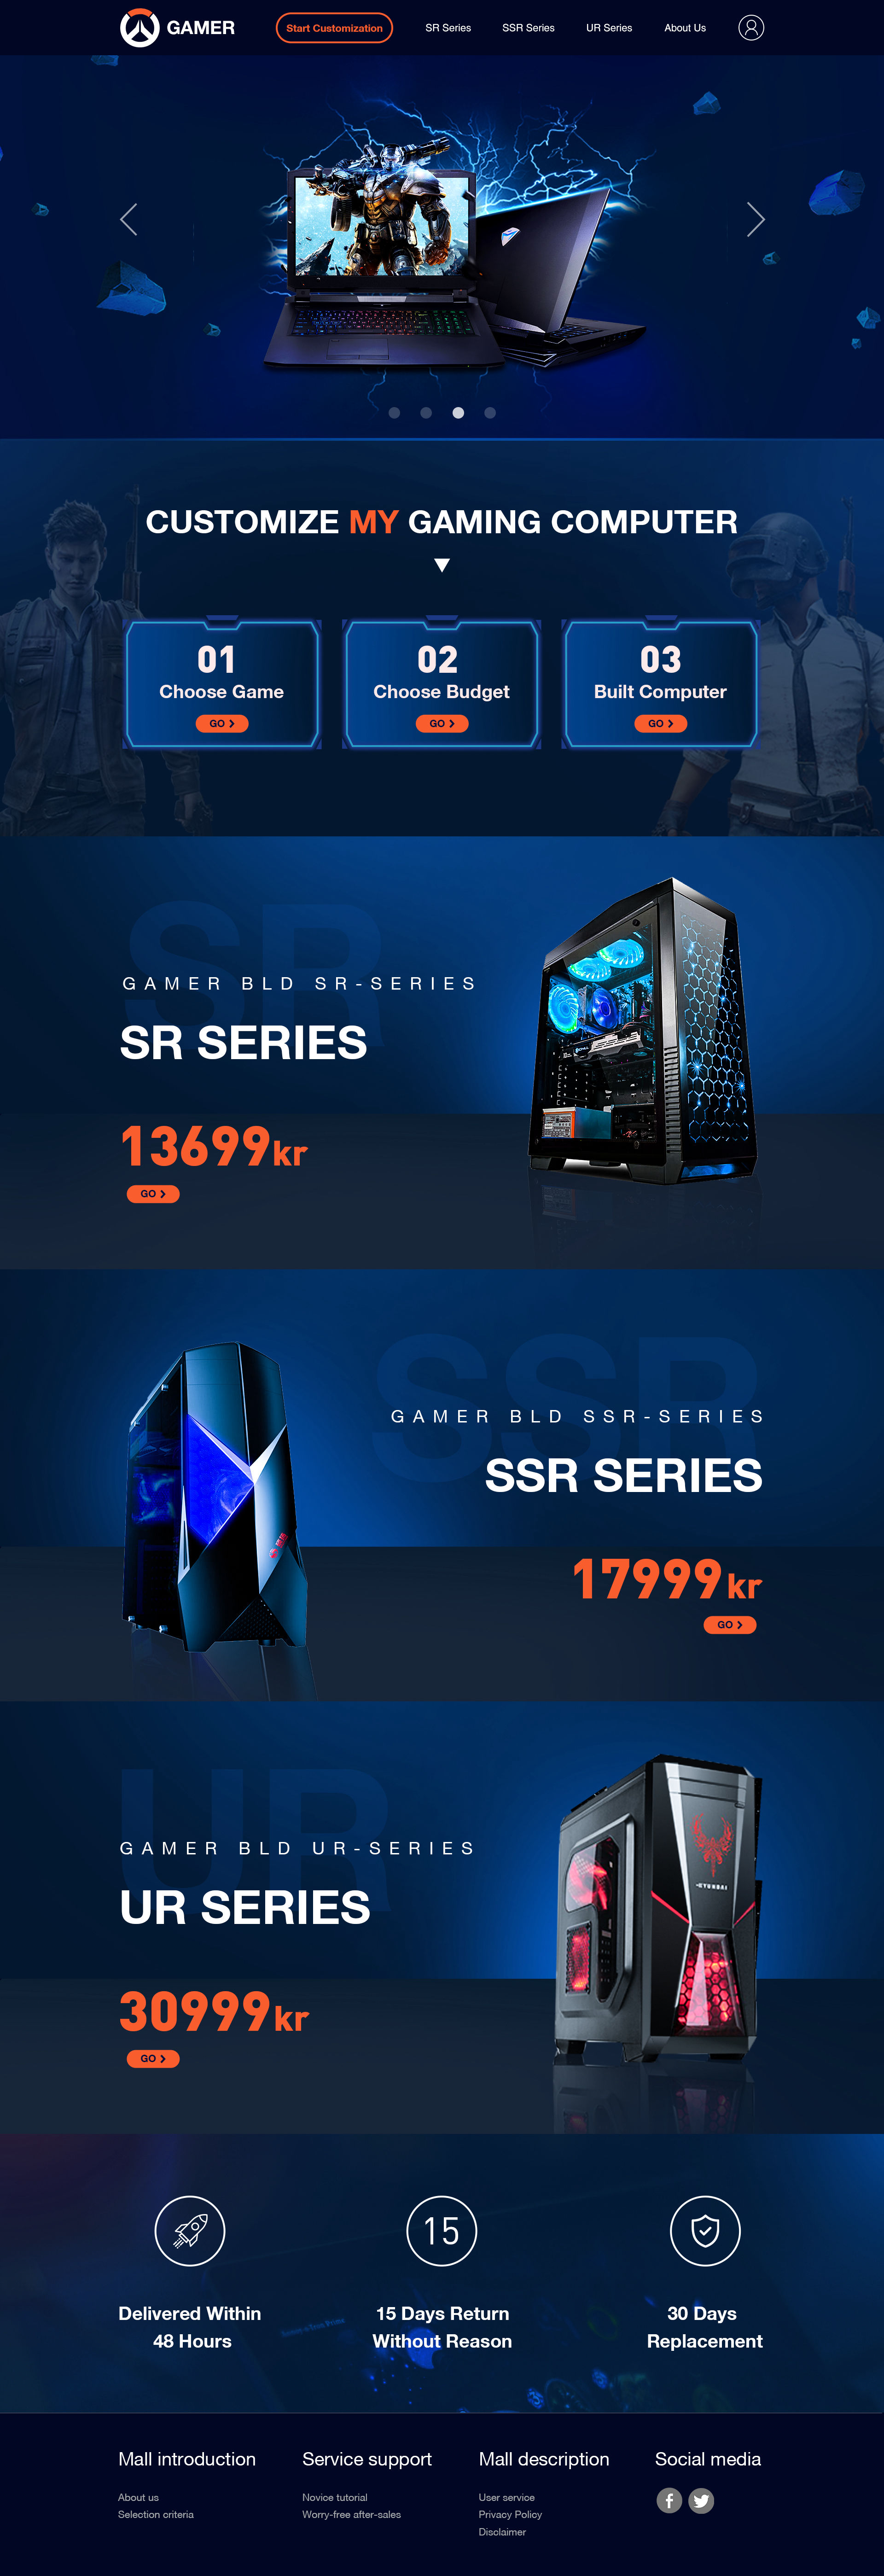 GAMER
Start Customization
SR Series
SSR Series
UR Series
About Us
CUSTOMIZE MY GAMING COMPUTER
01
Choose Game
GO
02
Choose Budget
GO
03
Built Computer
GO
SR
GAMER BLD SR-SERIES
SR SERIES
13699kr
GO
SSR
GAMER BLD SSR-SERIES
SSR SERIES
17999kr
GO
UR
GAMER BLD UR-SERIES
UR SERIES
HYUNDAI
30999kr
GO
15
Delivered Within
48 Hours
15 Days Return
Without Reason
30 Days
Replacement
Mall introduction
About us
Selection criteria
Service support
Novice tutorial
Worry-free after-sales
Mall description
User service
Privacy Policy
Disclaimer
Social media